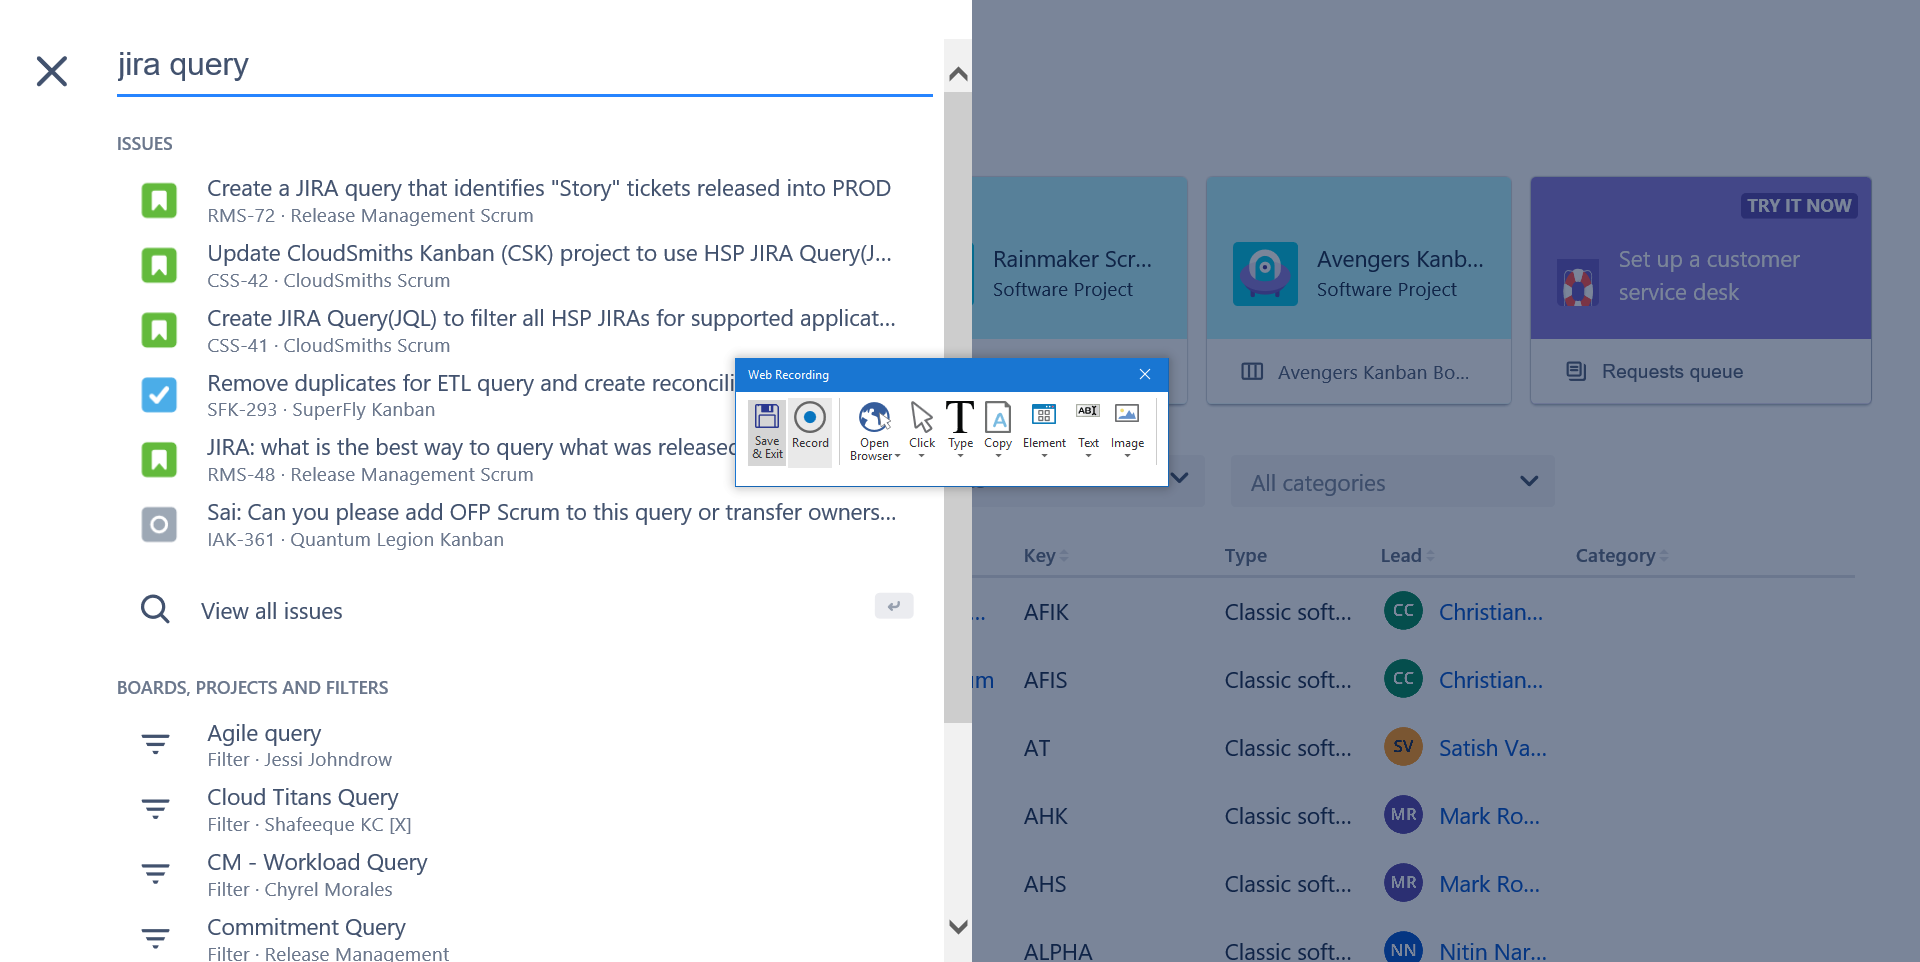 jira query
ISSUES
Create a JIRA query that identifies "Story" tickets released into PROD
RMS-72 · Release Management Scrum
Update CloudSmiths Kanban (CSK) project to use HSP JIRA Query(J...
CSS-42 · CloudSmiths Scrum
Create JIRA Query(JQL) to filter all HSP JIRAs for supported applicat...
CSS-41 · CloudSmiths Scrum
Remove duplicates for ETL query and create reconcili
SFK-293 · SuperFly Kanban
JIRA: what is the best way to query what was released
RMS-48 · Release Management Scrum
Sai: Can you please add OFP Scrum to this query or transfer owners...
IAK-361 · Quantum Legion Kanban
View all issues
BOARDS, PROJECTS AND FILTERS
Agile query
Filter · Jessi Johndrow
Cloud Titans Query
Filter · Shafeeque KC [X]
CM - Workload Query
Filter · Chyrel Morales
Commitment Query
Filter · Release Management
Web Recording
Save & Exit
Record
Open Browser
Click
Type
Copy
Element
ABI
Text
Image
Rainmaker Scr...
Software Project
Avengers Kanb...
Software Project
Avengers Kanban Bo...
TRY IT NOW
Set up a customer
service desk
Requests queue
All categories
Key Type Lead Category
... AFIK Classic soft... CC Christian...
um AFIS Classic soft... CC Christian...
AT Classic soft... SV Satish Va...
AHK Classic soft... MR Mark Ro...
AHS Classic soft... MR Mark Ro...
ALPHA Classic soft... NN Nitin Nar...